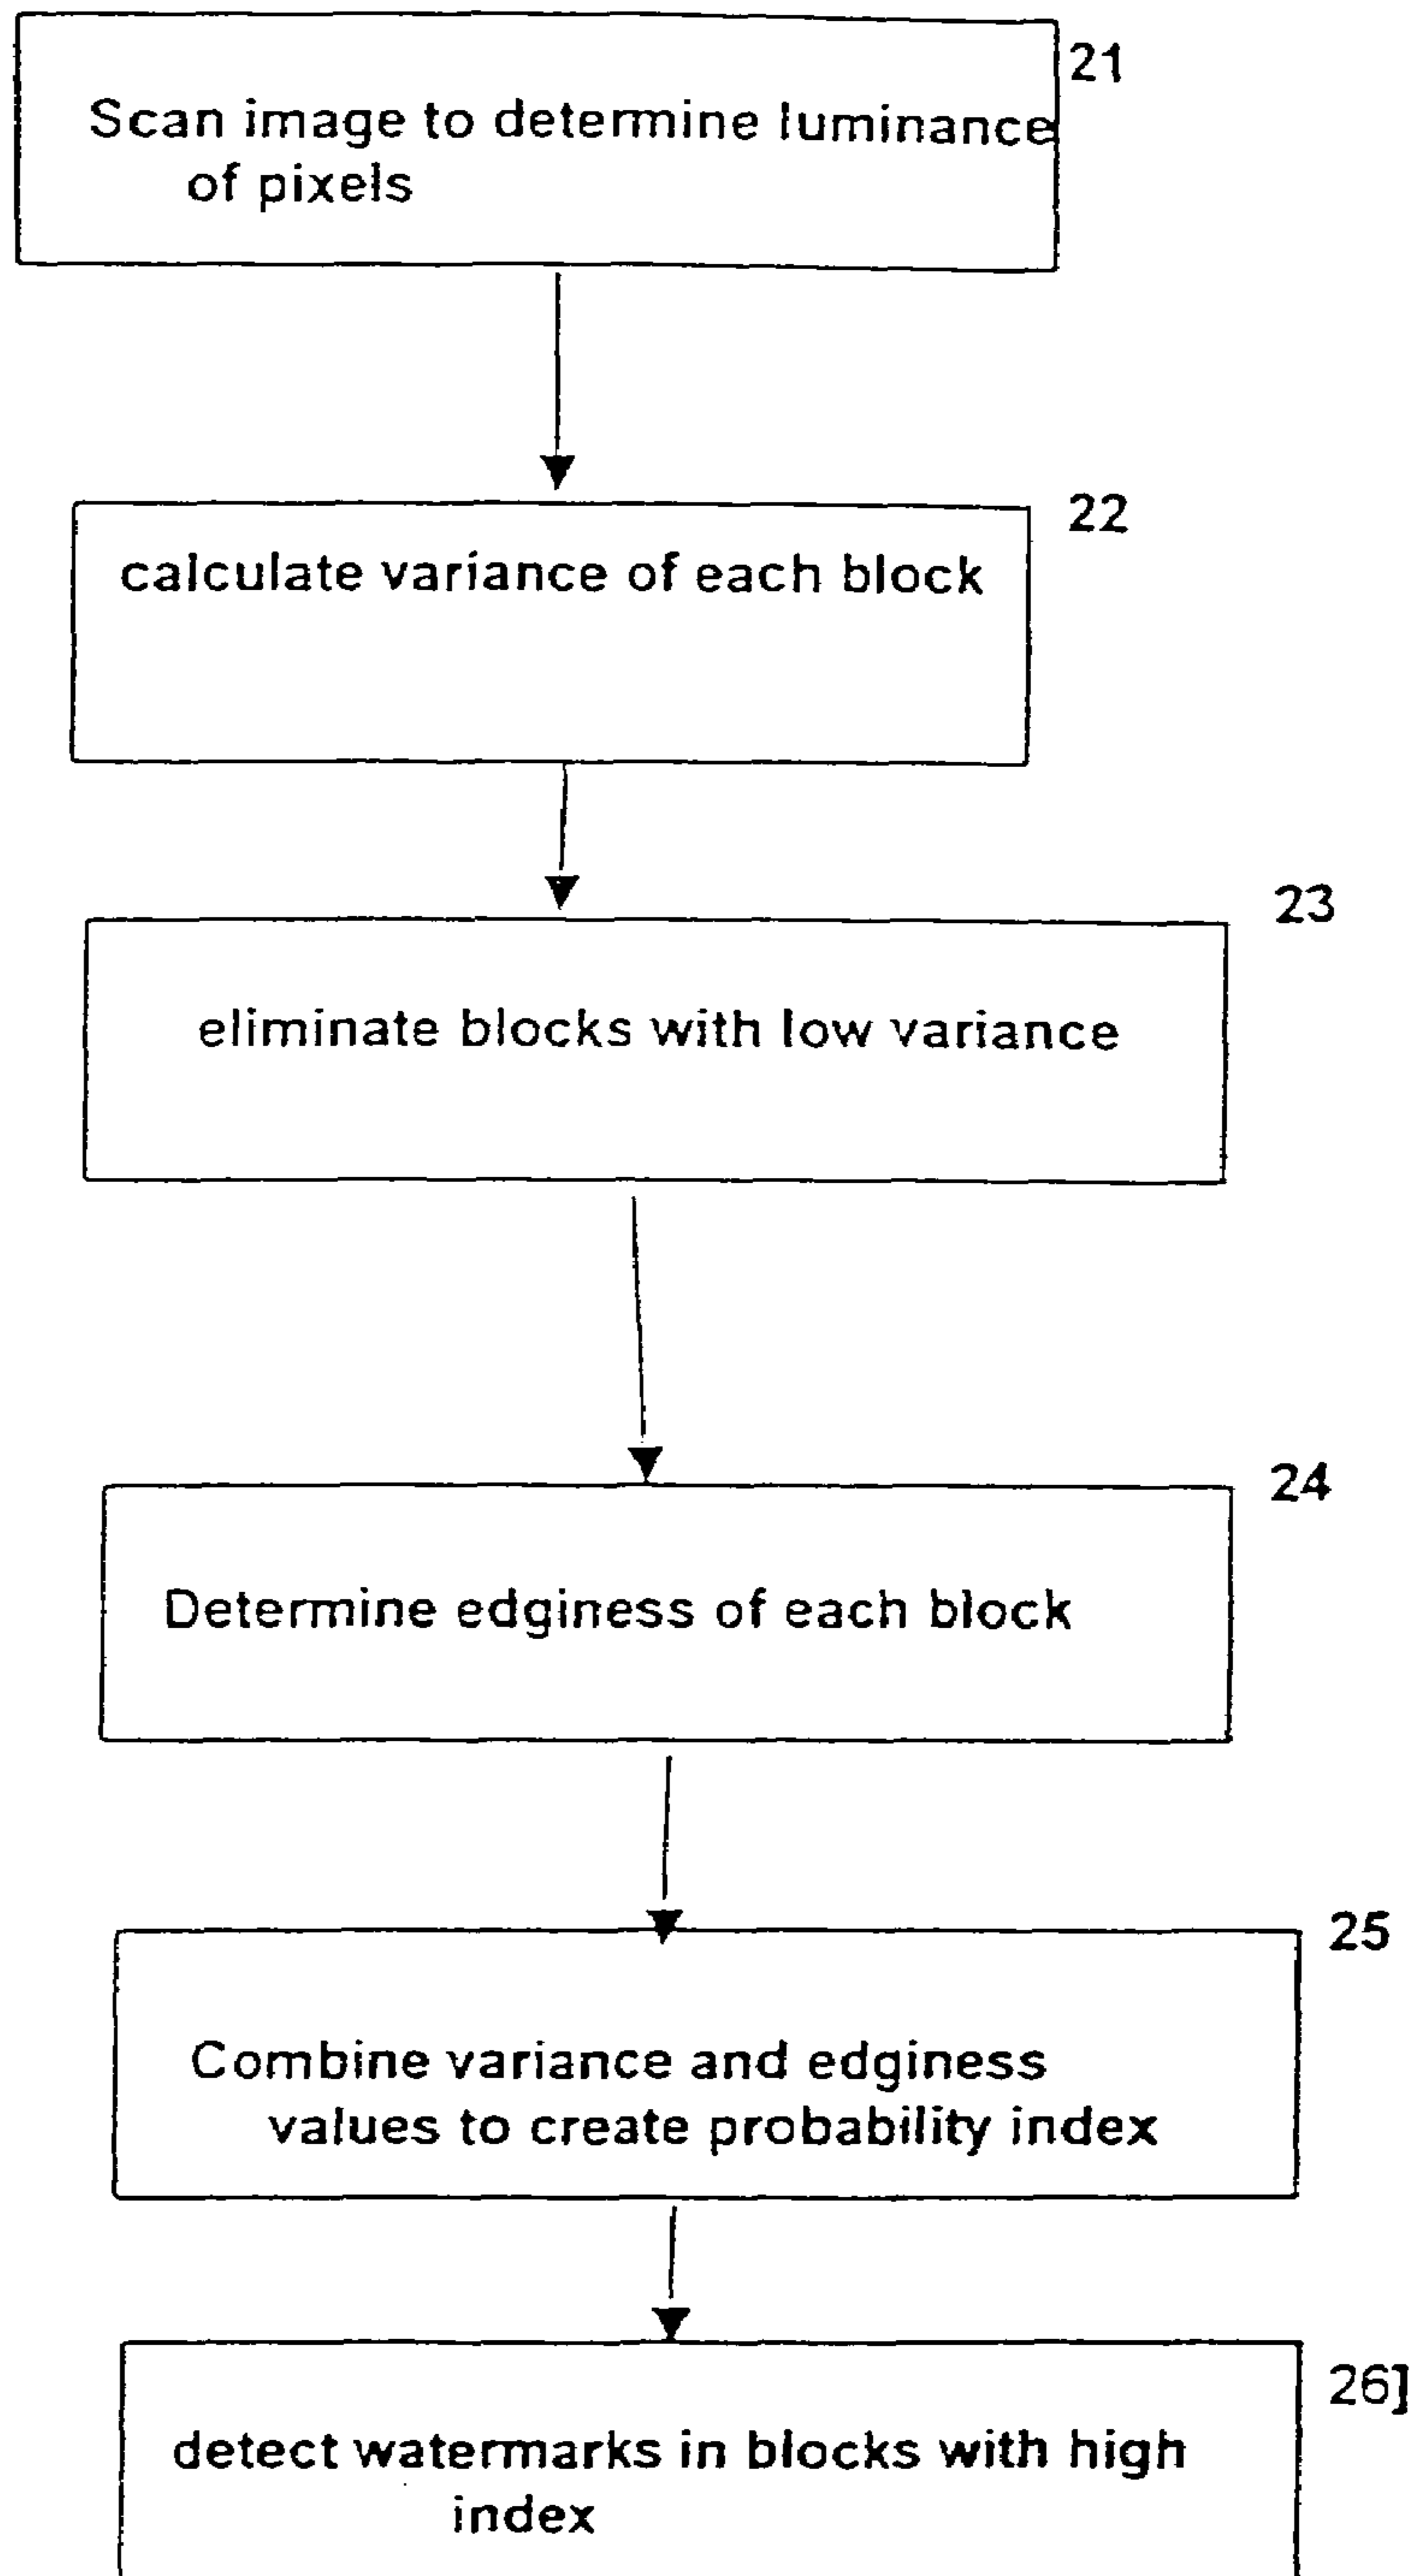 21
Scan image to determine luminance
of pixels
22
calculate variance of each block
23
eliminate blocks with low variance
24
Determine edginess of each block
25
Combine variance and edginess
values to create probability index
26]
detect watermarks in blocks with high
index